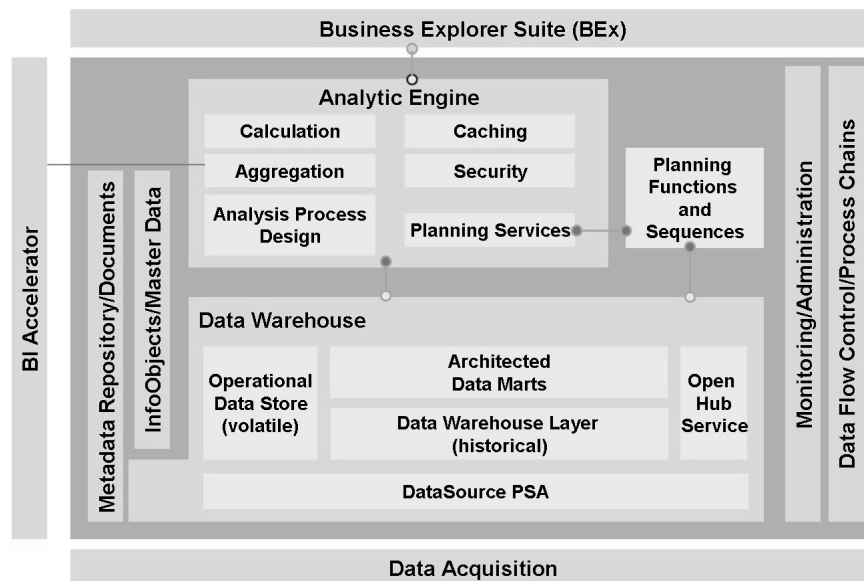 Business Explorer Suite (BEx)
BI Accelerator
Metadata Repository/Documents
InfoObjects/Master Data
Analytic Engine
Calculation
Caching
Aggregation
Security
Analysis Process
Design
Planning Services
Planning
Functions
and
Sequences
Monitoring/Administration
Data Flow Control/Process Chains
Data Warehouse
Operational
Data Store
(volatile)
Architected
Data Marts
Data Warehouse Layer
(historical)
Open
Hub
Service
DataSource PSA
Data Acquisition